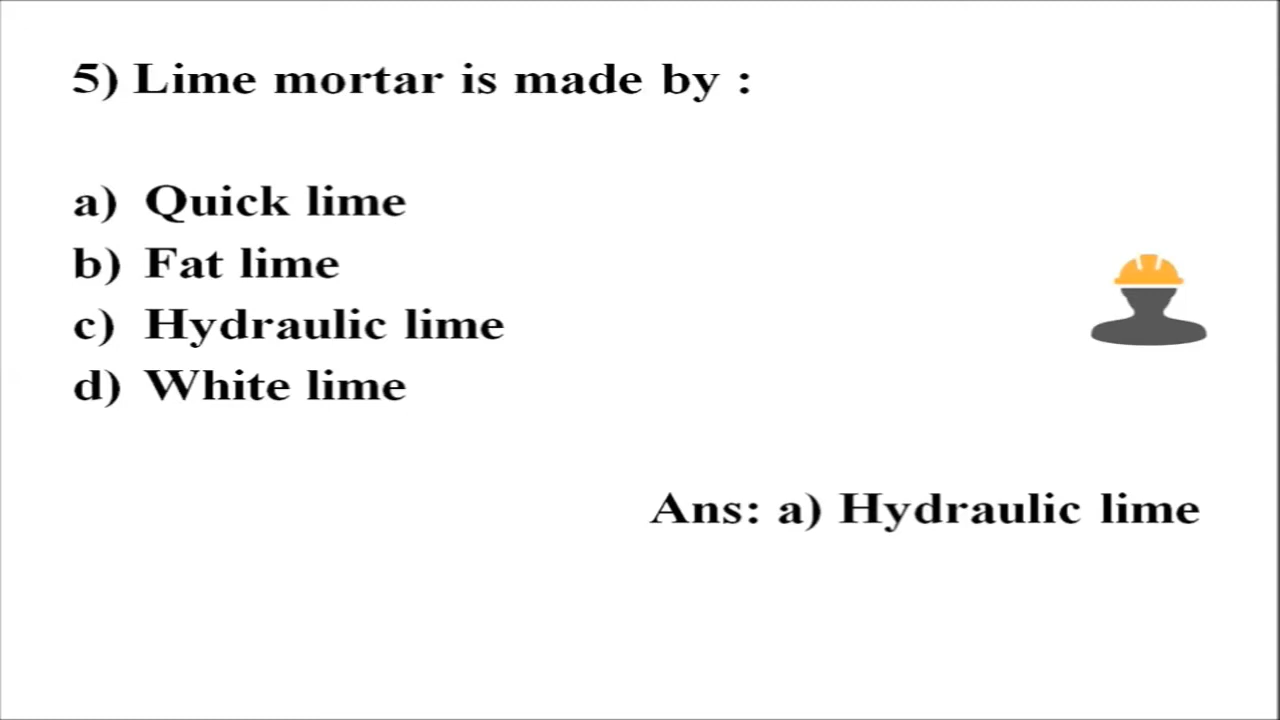 5) Lime mortar is made by :
a) Quick lime
b) Fat lime
c) Hydraulic lime
d) White lime
Ans: a) Hydraulic lime